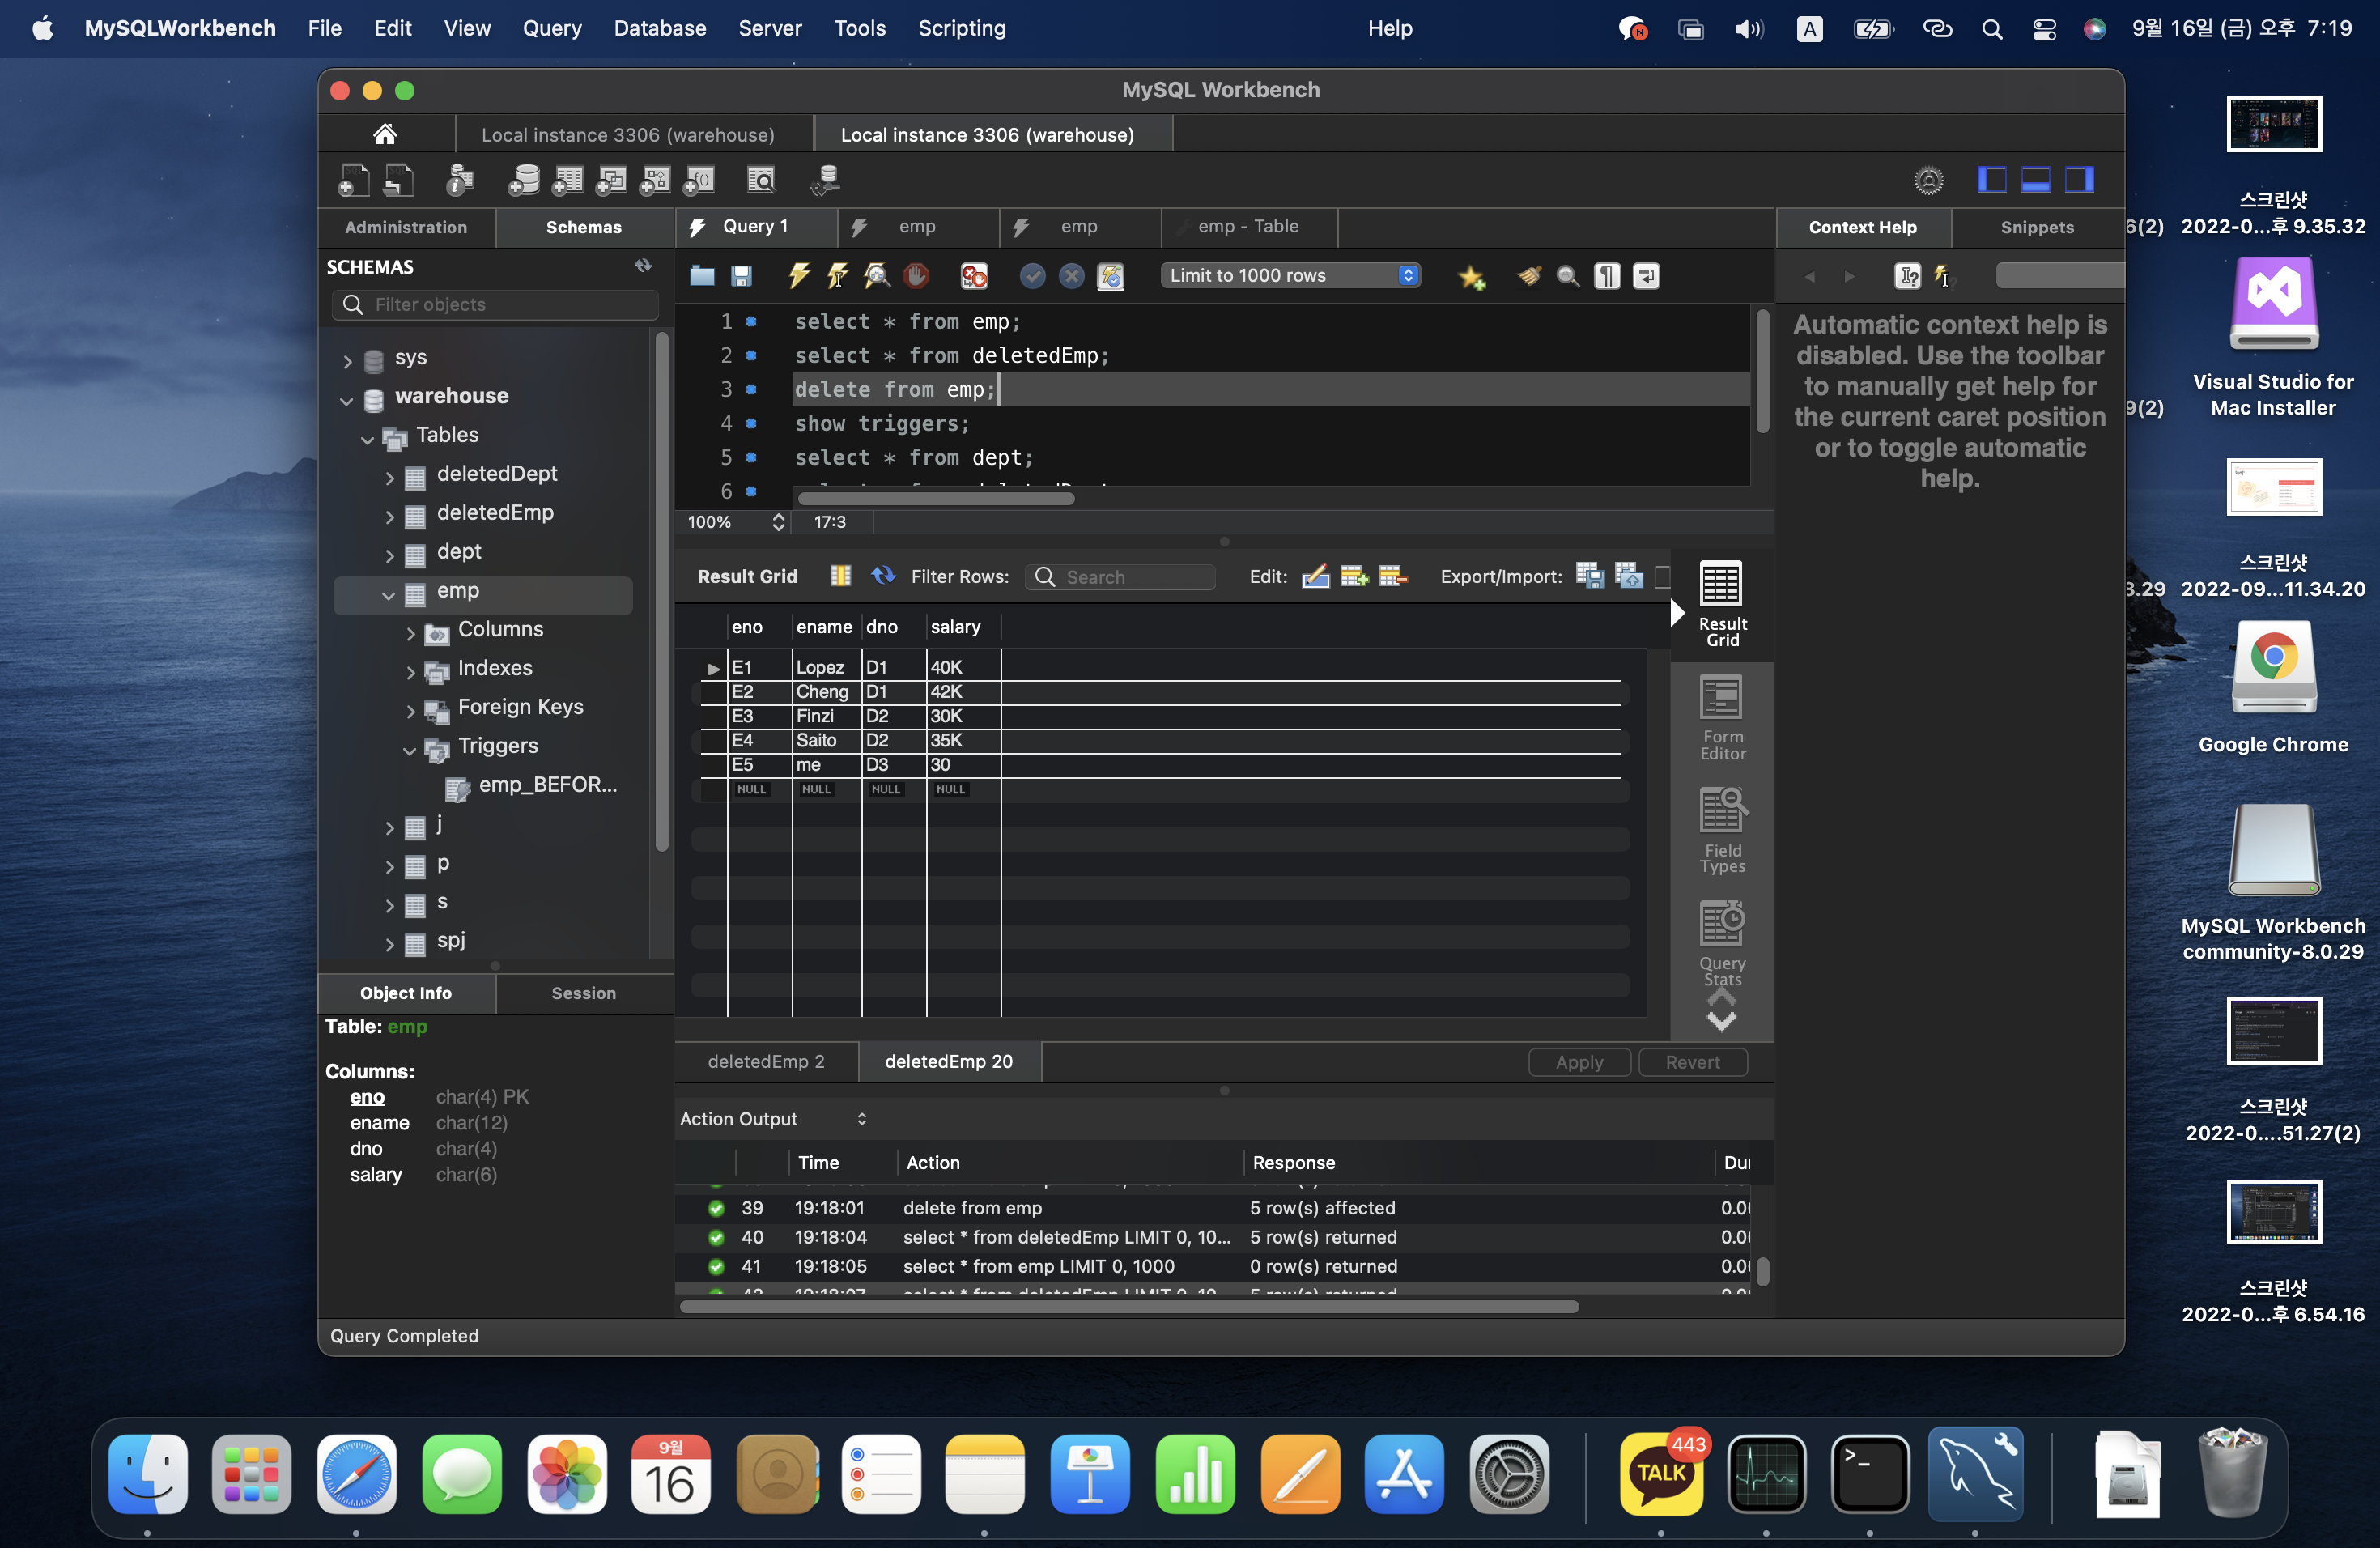 MySQLWorkbench File Edit View Query Database Server Tools Scripting Help A 9월 16일 (금) 오후 7:19
MySQL Workbench
Local instance 3306 (warehouse) Local instance 3306 (warehouse)
Administration Schemas
Query 1 emp emp emp - Table
Context Help Snippets
SCHEMAS
Filter objects
Limit to 1000 rows
sys
warehouse
Tables
deletedDept
deletedEmp
dept
emp
Columns
Indexes
Foreign Keys
Triggers
emp_BEFOR...
j
p
s
spj
1 select * from emp;
2 select * from deletedEmp;
3 delete from emp;
4 show triggers;
5 select * from dept;
6
100% 17:3
Automatic context help is
disabled. Use the toolbar
to manually get help for
the current caret position
or to toggle automatic
help.
Result Grid Filter Rows: Search Edit: Export/Import:
eno ename dno salary
E1 Lopez D1 40K
E2 Cheng D1 42K
E3 Finzi D2 30K
E4 Saito D2 35K
E5 me D3 30
NULL NULL NULL NULL
Result
Grid
Form
Editor
Field
Types
Query
Stats
deletedEmp 2 deletedEmp 20 Apply Revert
Object Info Session
Table: emp
Columns:
eno char(4) PK
ename char(12)
dno char(4)
salary char(6)
Action Output
Time Action Response
39 19:18:01 delete from emp 5 row(s) affected 0.0
40 19:18:04 select * from deletedEmp LIMIT 0, 10... 5 row(s) returned 0.0
41 19:18:05 select * from emp LIMIT 0, 1000 0 row(s) returned 0.0
Query Completed
스크린샷
2022-0...후 9.35.32
6(2)
Visual Studio for
Mac Installer
9(2)
스크린샷
2022-09...11.34.20
3.29
Google Chrome
MySQL Workbench
community-8.0.29
스크린샷
2022-0....51.27(2)
스크린샷
2022-0...후 6.54.16
9월
16
TALK
443